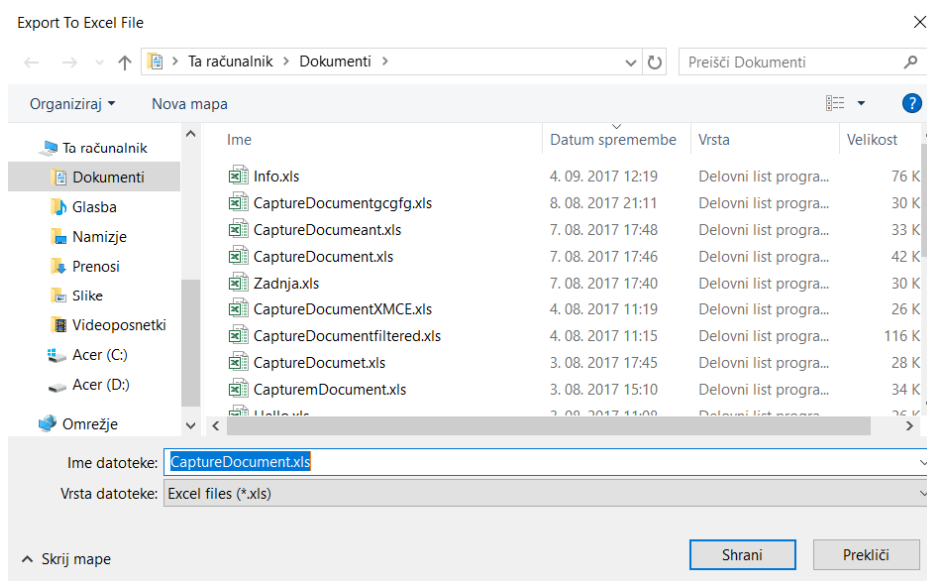 Export To Excel File
Ta računalnik > Dokumenti >
Preišči Dokumenti
Organiziraj
Nova mapa
?
Ime Datum spremembe Vrsta Velikost
Ta računalnik
Dokumenti
Glasba
Namizje
Prenosi
Slike
Videoposnetki
Acer (C:)
Acer (D:)
Omrežje
Info.xls 4. 09. 2017 12:19 Delovni list progra... 76 K
CaptureDocumentgcgfg.xls 8. 08. 2017 21:11 Delovni list progra... 30 K
CaptureDocumeant.xls 7. 08. 2017 17:48 Delovni list progra... 33 K
CaptureDocument.xls 7. 08. 2017 17:46 Delovni list progra... 42 K
Zadnja.xls 7. 08. 2017 17:40 Delovni list progra... 30 K
CaptureDocumentXMCE.xls 4. 08. 2017 11:19 Delovni list progra... 26 K
CaptureDocumentfiltered.xls 4. 08. 2017 11:15 Delovni list progra... 116 K
CaptureDocumet.xls 3. 08. 2017 17:45 Delovni list progra... 28 K
CapturemDocument.xls 3. 08. 2017 15:10 Delovni list progra... 34 K
Ime datoteke: CaptureDocument.xls
Vrsta datoteke: Excel files (*.xls)
Skrij mape
Shrani
Prekliči